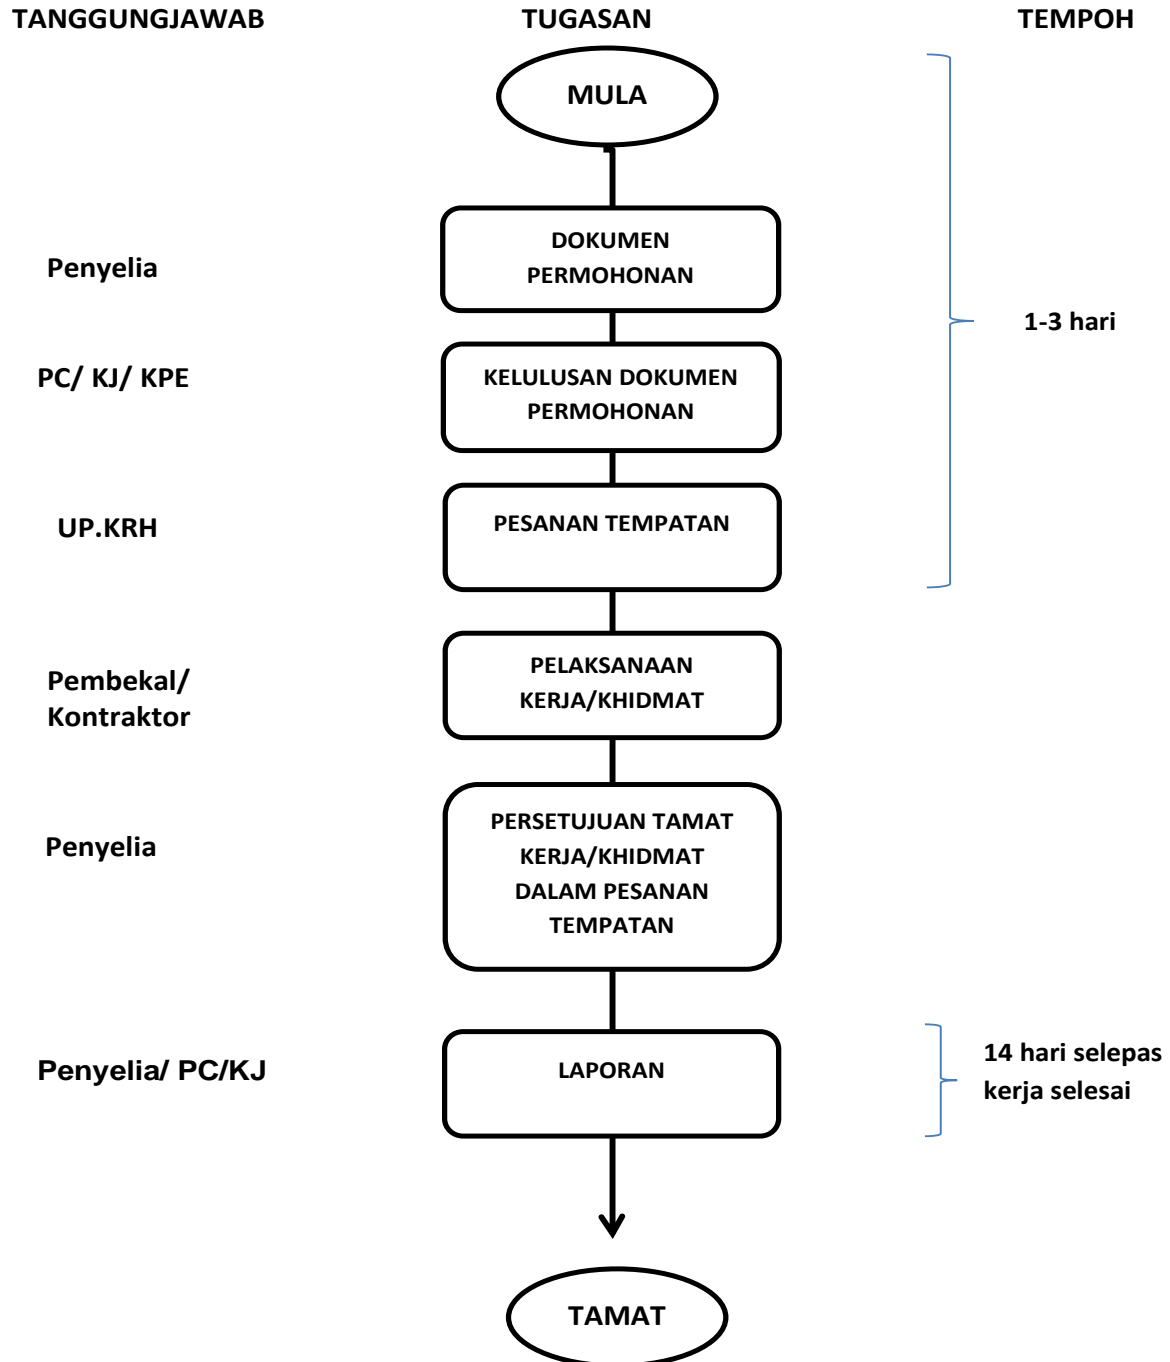 TANGGUNGJAWAB TUGASAN TEMPOH
MULA
Penyelia
DOKUMEN
PERMOHONAN
1-3 hari
PC/ KJ/ KPE
KELULUSAN DOKUMEN
PERMOHONAN
UP.KRH
PESANAN TEMPATAN
Pembekal/
Kontraktor
PELAKSANAAN
KERJA/KHIDMAT
Penyelia
PERSETUJUAN TAMAT
KERJA/KHIDMAT
DALAM PESANAN
TEMPATAN
Penyelia/ PC/KJ
LAPORAN
14 hari selepas
kerja selesai
TAMAT